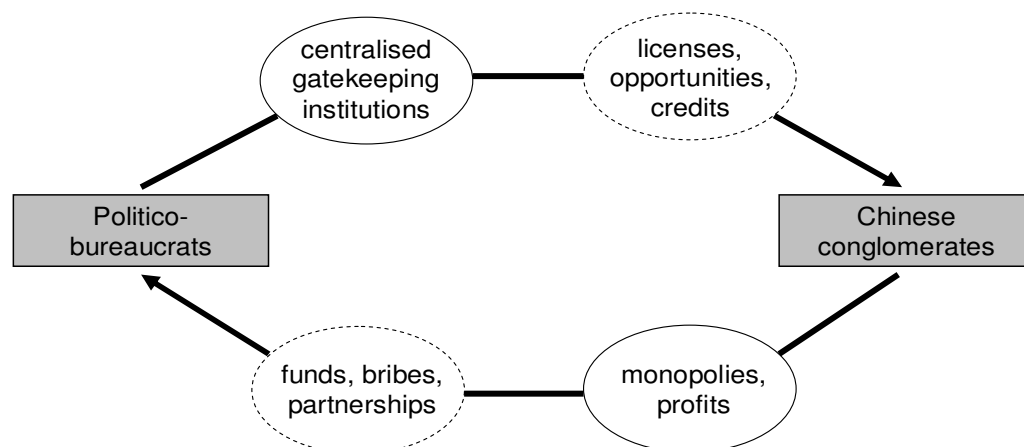 centralised
gatekeeping
institutions
licenses,
opportunities,
credits
Politico-
bureaucrats
Chinese
conglomerates
funds, bribes,
partnerships
monopolies,
profits